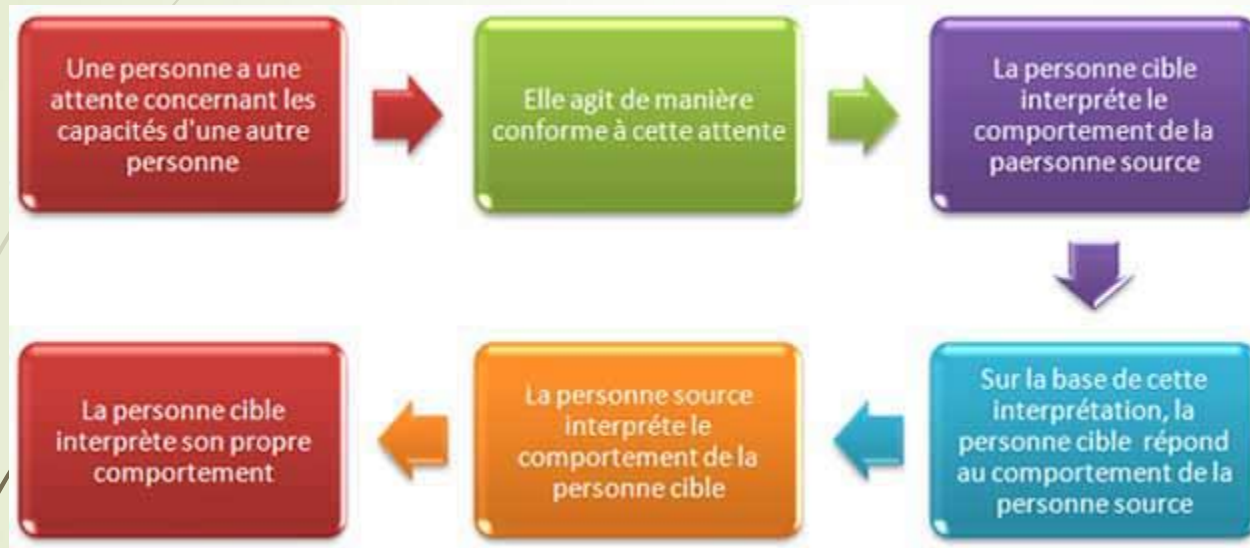 Une personne a une
attente concernant les
capacités d'une autre
personne
Elle agit de manière
conforme à cette attente
La personne cible
interpréte le
comportement de la
paersonne source
Sur la base de cette
interprétation, la
personne cible répond
au comportement de la
personne source
La personne source
interpréte le
comportement de la
personne cible
La personne cible
interprète son propre
comportement